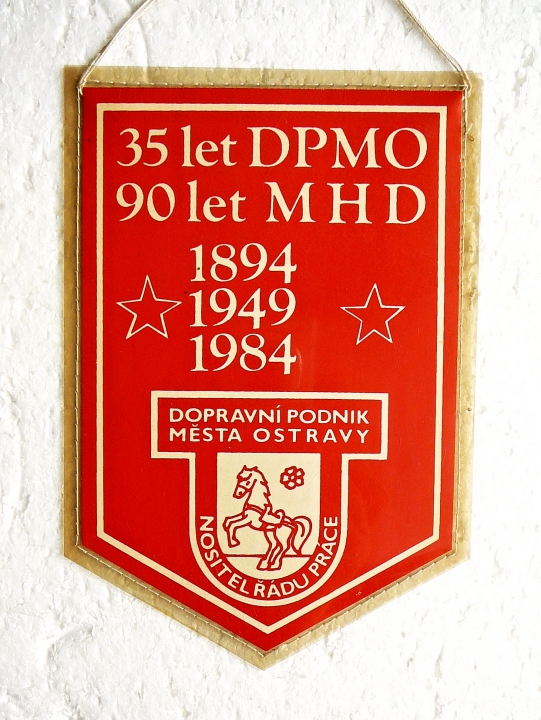 35 let DPMO
90 let MHD
1894
1949
1984
DOPRAVNÍ PODNIK
MĚSTA OSTRAVY
NOSITEL ŘÁDU PRÁCE